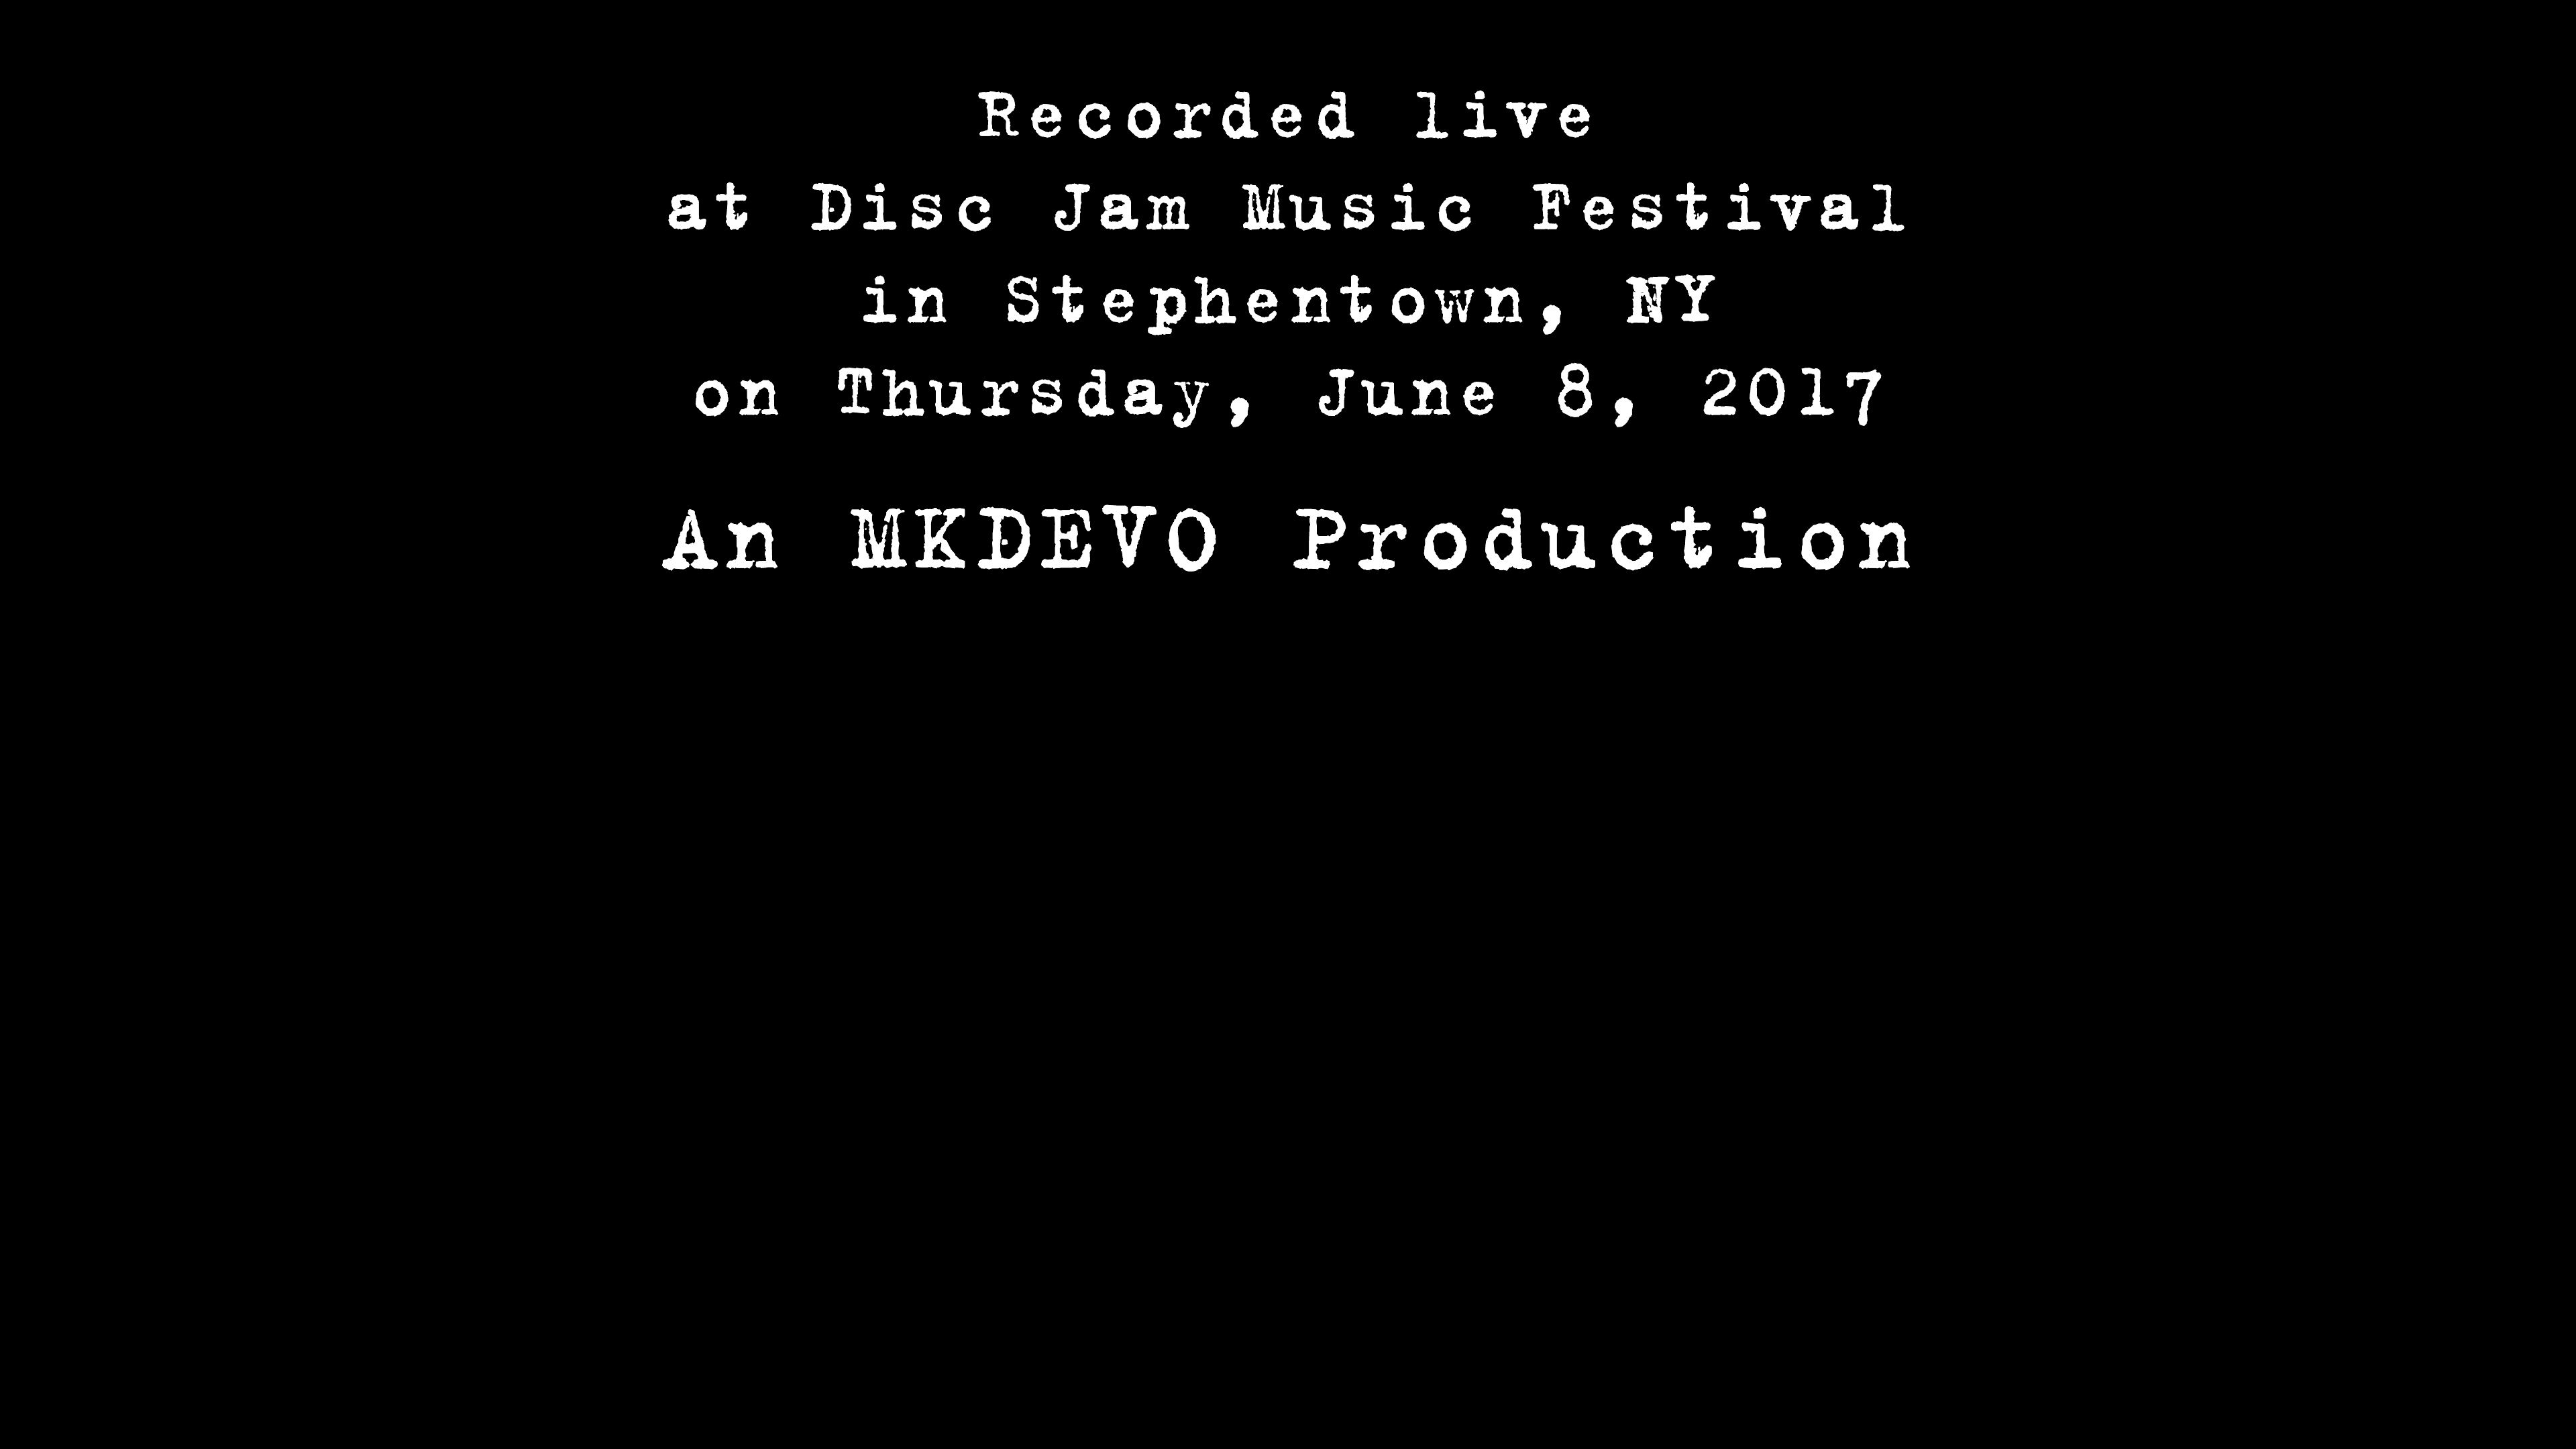 Recorded live
at Disc Jam Music Festival
in Stephentown, NY
on Thursday, June 8, 2017
An MKDEVO Production